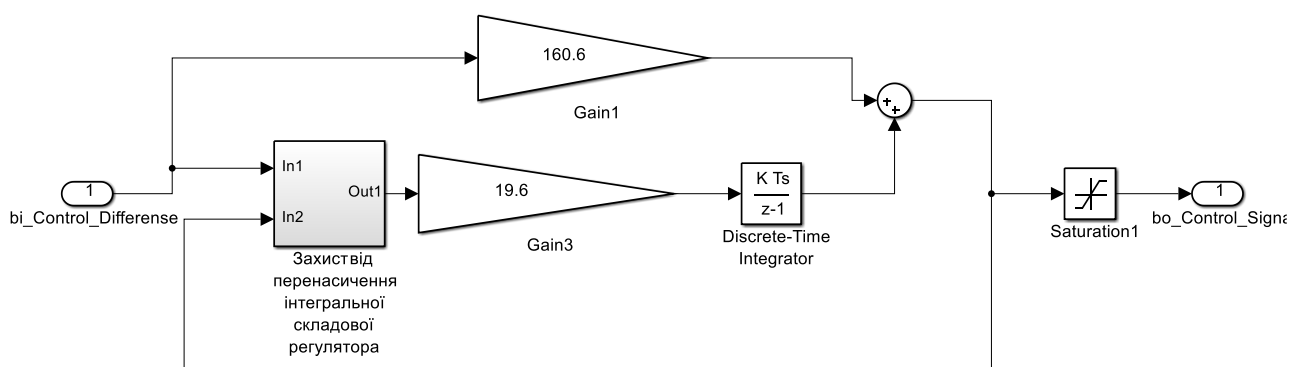 160.6
Gain1
+
+
In1
In2
Out1
1
bi_Control_Differense
19.6
Gain3
K Ts
z-1
Discrete-Time
Integrator
Saturation1
1
bo_Control_Signa
Захист від
перенасичення
інтегральної
складової
регулятора